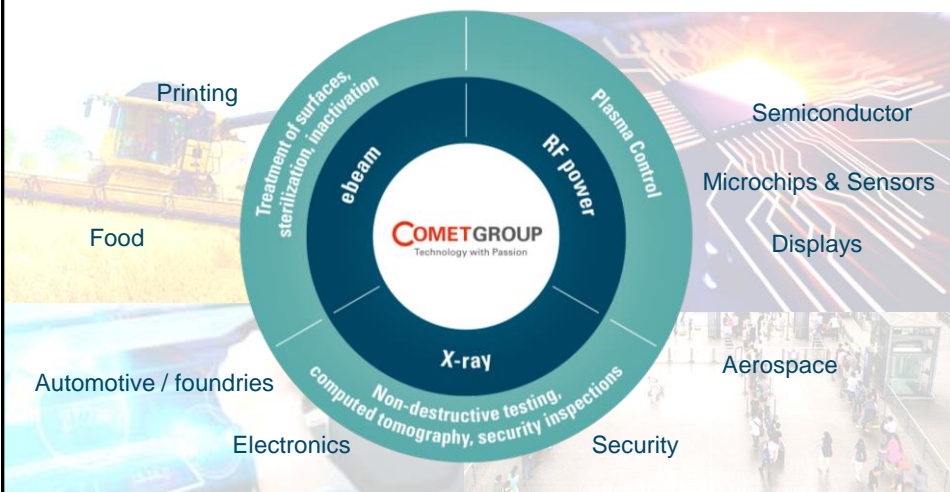 Printing
Food
Treatment of surfaces,
sterilization, inactivation
ebeam
RF power
Plasma Control
COMETGROUP
Technology with Passion
Semiconductor
Microchips & Sensors
Displays
X-ray
Non-destructive testing,
computed tomography, security inspections
Automotive / foundries
Electronics
Aerospace
Security